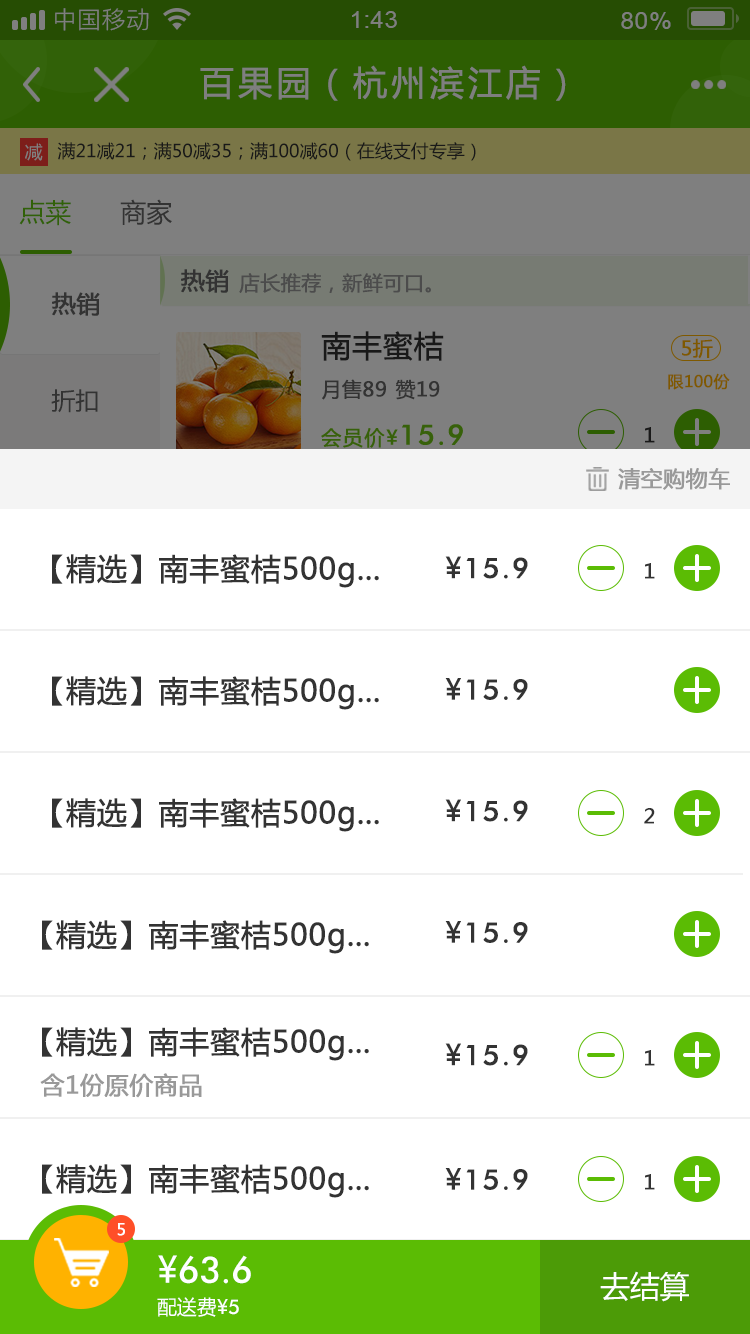 中国移动 1:43 80%
百果园（杭州滨江店）
减 满21减21；满50减35；满100减60（在线支付专享）
点菜 商家
热销 热销 店长推荐，新鲜可口。
折扣
南丰蜜桔 5折
月售89 赞19 限100份
会员价¥15.9 1
清空购物车
【精选】南丰蜜桔500g... ¥15.9 1
【精选】南丰蜜桔500g... ¥15.9
【精选】南丰蜜桔500g... ¥15.9 2
【精选】南丰蜜桔500g... ¥15.9
【精选】南丰蜜桔500g... ¥15.9 1
含1份原价商品
【精选】南丰蜜桔500g... ¥15.9 1
5
¥63.6
配送费¥5
去结算